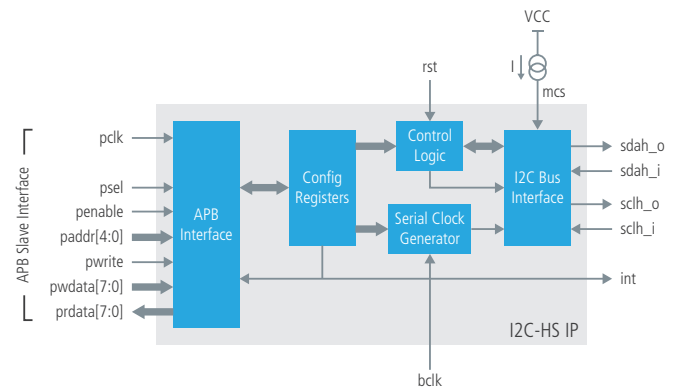 VCC
I
mcs
rst
APB Slave Interface
pclk
psel
penable
paddr[4:0]
pwrite
pwdata[7:0]
prdata[7:0]
APB
Interface
Config
Registers
Control
Logic
Serial Clock
Generator
I2C Bus
Interface
sdah_o
sdah_i
sclh_o
sclh_i
int
I2C-HS IP
bclk